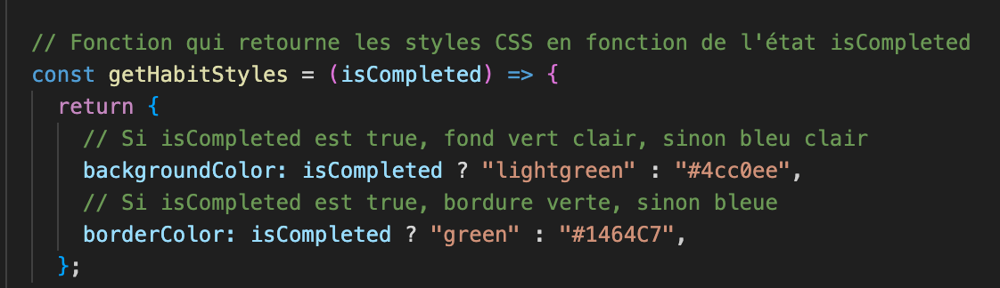 // Fonction qui retourne les styles CSS en fonction de l'état isCompleted
const getHabitStyles = (isCompleted) => {
return {
// Si isCompleted est true, fond vert clair, sinon bleu clair
backgroundColor: isCompleted ? "lightgreen" : "#4cc0ee",
// Si isCompleted est true, bordure verte, sinon bleue
borderColor: isCompleted ? "green" : "#1464C7",
};